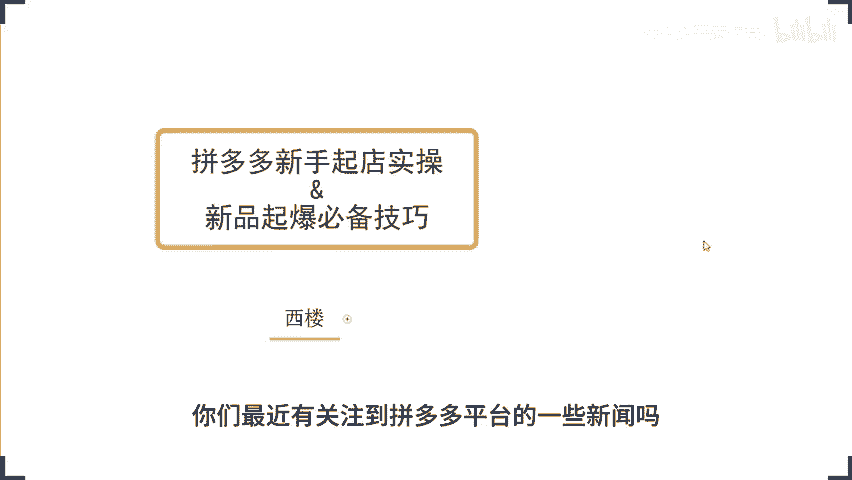 bilibili
拼多多新手起店实操
&
新品起爆必备技巧
西楼
你们最近有关注到拼多多平台的一些新闻吗